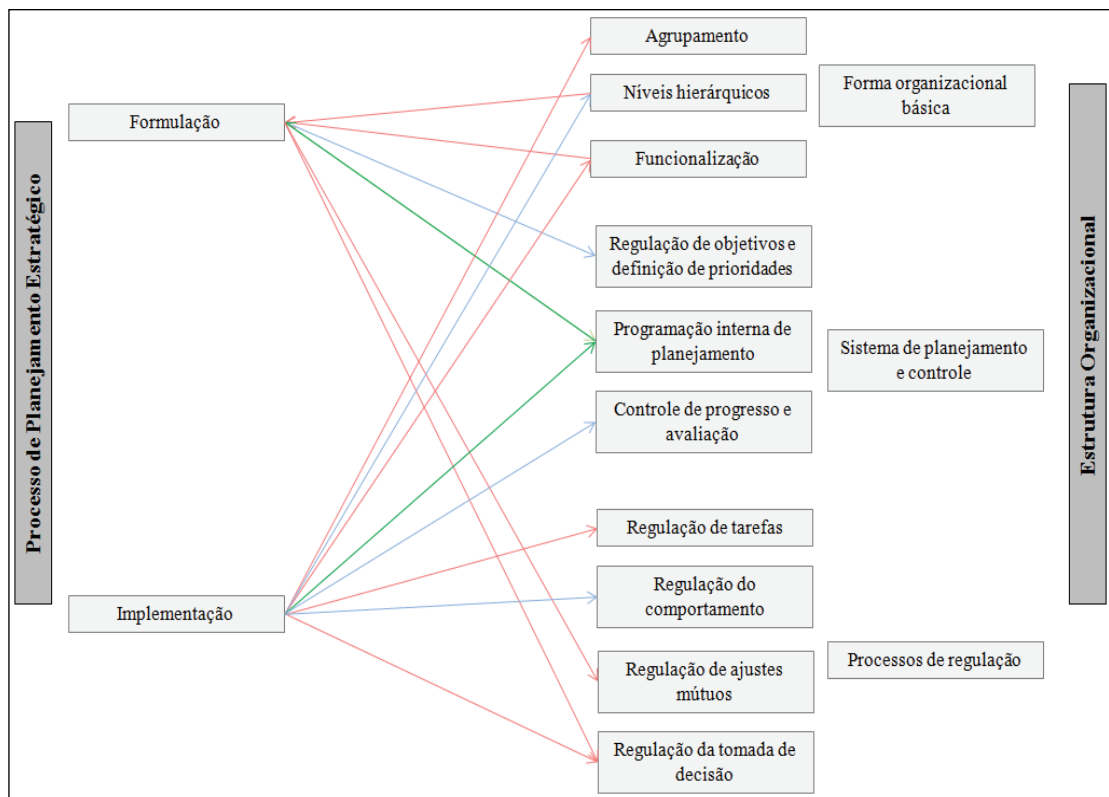 Processo de Planejamento Estratégico
Formulação
Implementação
Agrupamento
Níveis hierárquicos
Funcionalização
Regulação de objetivos e
definição de prioridades
Programação interna de
planejamento
Controle de progresso e
avaliação
Regulação de tarefas
Regulação do
comportamento
Regulação de ajustes
mútuos
Regulação da tomada de
decisão
Forma organizacional
básica
Sistema de planejamento
e controle
Processos de regulação
Estrutura Organizacional